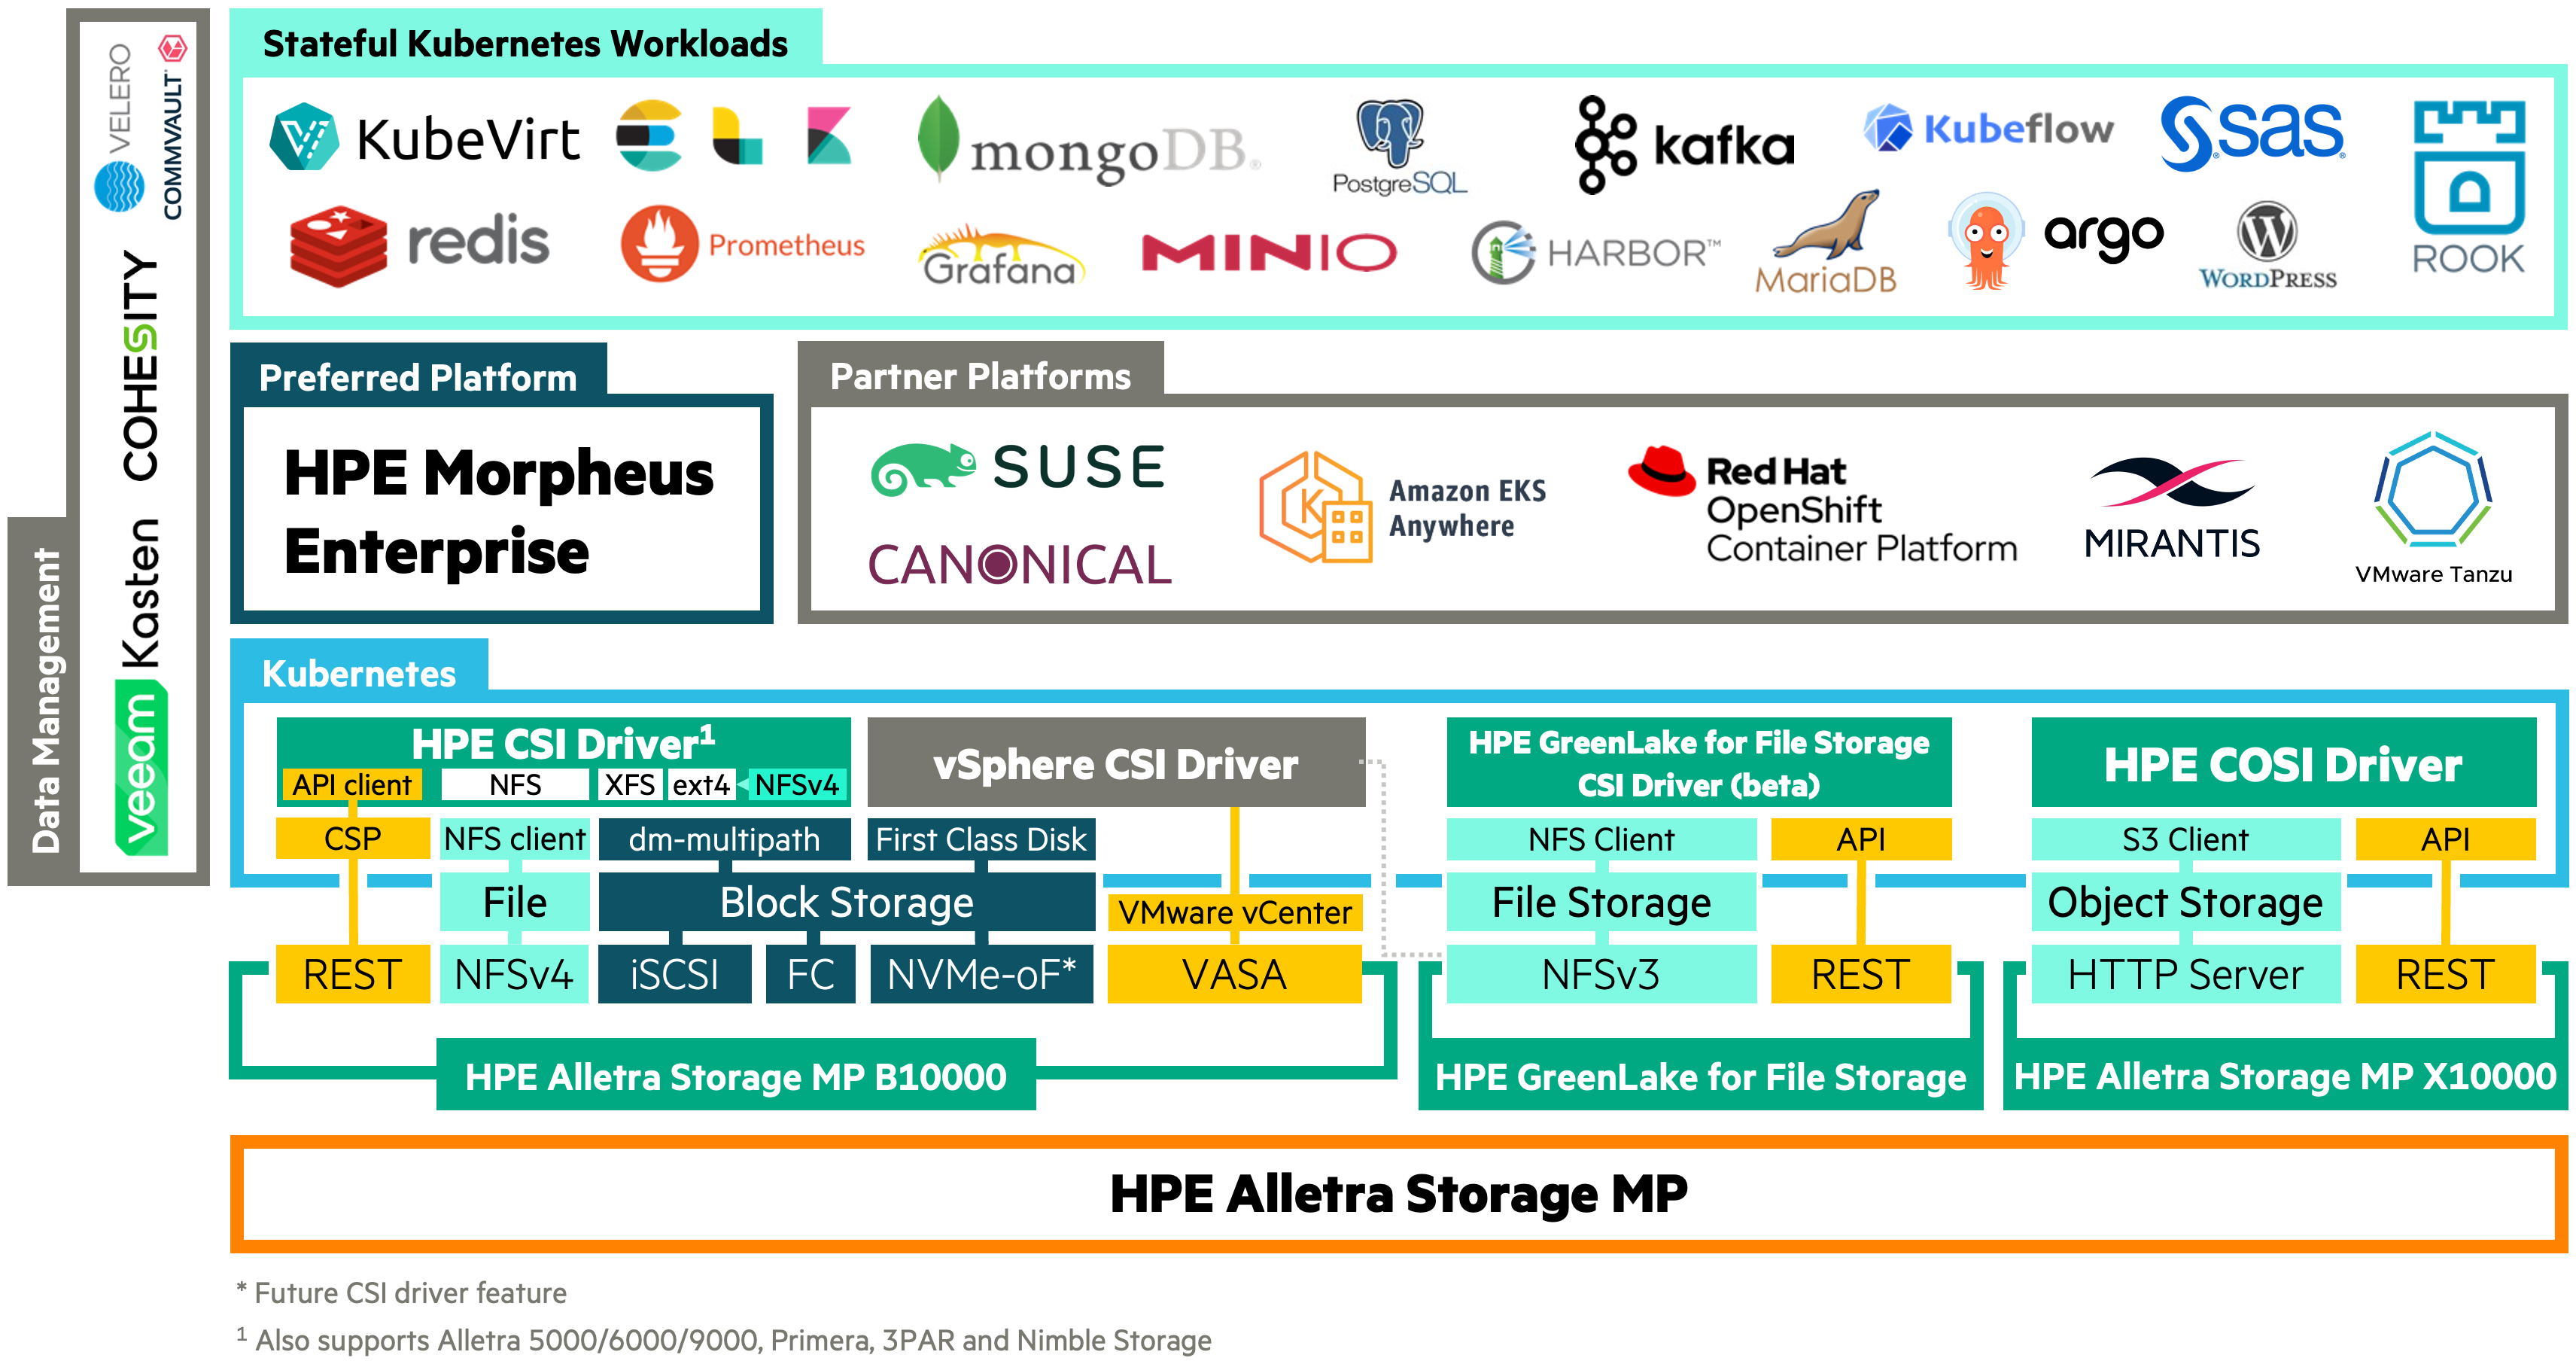 Data Management
VELERO
COMMVAULT
COHESITY
Kasten
veeam
Stateful Kubernetes Workloads
KubeVirt
mongoDB®
PostgreSQL
kafka
Kubeflow
sas
ROOK
redis
Prometheus
Grafana
MINIO
HARBOR™
MariaDB
argo
WORDPRESS
Preferred Platform
HPE Morpheus
Enterprise
Partner Platforms
SUSE
CANONICAL
Amazon EKS
Anywhere
Red Hat
OpenShift
Container Platform
MIRANTIS
VMware Tanzu
Kubernetes
HPE CSI Driver¹
API client
NFS
XFS
ext4
NFSv4
vSphere CSI Driver
HPE GreenLake for File Storage
CSI Driver (beta)
HPE COSI Driver
CSP
NFS client
dm-multipath
First Class Disk
NFS Client
API
S3 Client
API
File
Block Storage
VMware vCenter
File Storage
Object Storage
REST
NFSv4
iSCSI
FC
NVMe-oF*
VASA
NFSv3
REST
HTTP Server
REST
HPE Alletra Storage MP B10000
HPE GreenLake for File Storage
HPE Alletra Storage MP X10000
HPE Alletra Storage MP
* Future CSI driver feature
¹ Also supports Alletra 5000/6000/9000, Primera, 3PAR and Nimble Storage